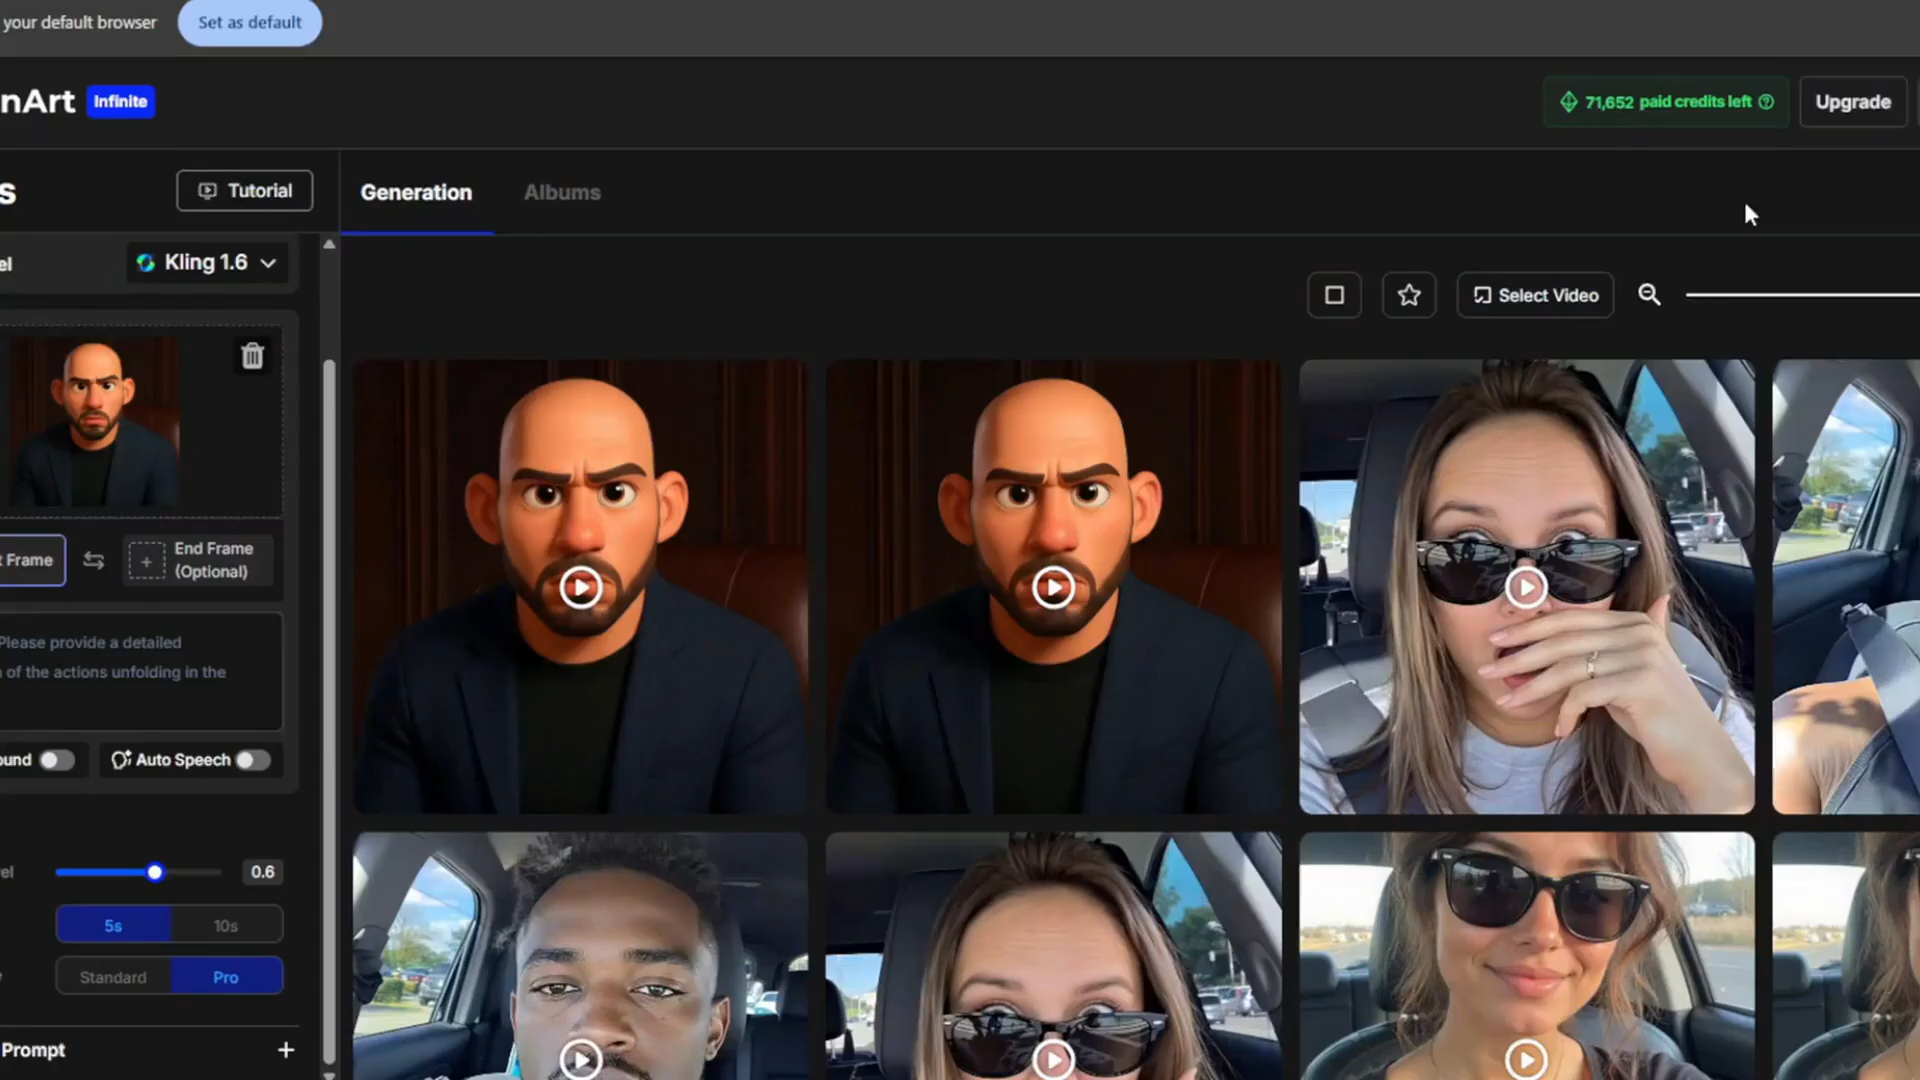 your default browser
Set as default
nArt
Infinite
71,652 paid credits left
Upgrade
s
Tutorial
Generation
Albums
el
Kling 1.6
Select Video
t Frame
End Frame
(Optional)
Please provide a detailed
of the actions unfolding in the
ound
Auto Speech
el
0.6
5s
10s
Standard
Pro
Prompt